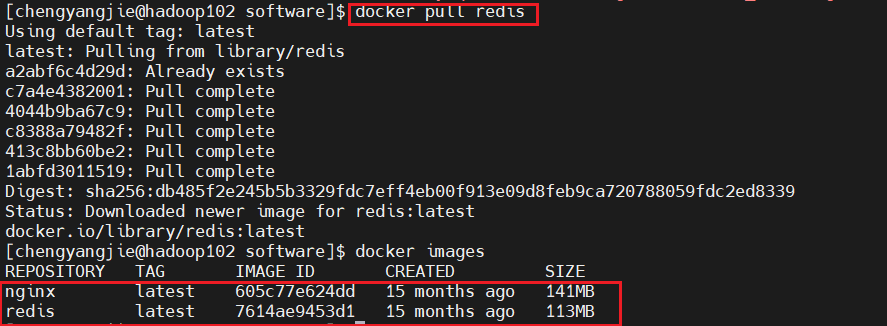 [chengyangjie@hadoop102 software]$ docker pull redis
Using default tag: latest
latest: Pulling from library/redis
a2abf6c4d29d: Already exists
c7a4e4382001: Pull complete
4044b9ba67c9: Pull complete
c8388a79482f: Pull complete
413c8bb60be2: Pull complete
1abfd3011519: Pull complete
Digest: sha256:db485f2e245b5b3329fdc7eff4eb00f913e09d8feb9ca720788059fdc2ed8339
Status: Downloaded newer image for redis:latest
docker.io/library/redis:latest
[chengyangjie@hadoop102 software]$ docker images
REPOSITORY TAG IMAGE ID CREATED SIZE
nginx latest 605c77e624dd 15 months ago 141MB
redis latest 7614ae9453d1 15 months ago 113MB